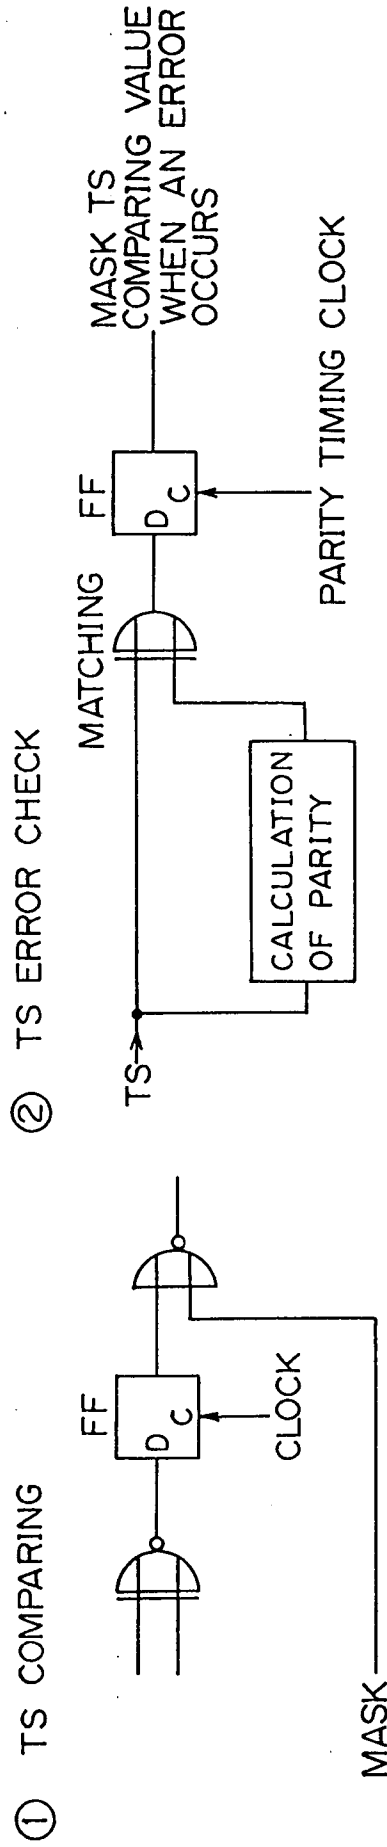 ① TS COMPARING
FF
D
C
CLOCK
MASK
② TS ERROR CHECK
TS
CALCULATION
OF PARITY
MATCHING
FF
D
C
PARITY TIMING CLOCK
MASK TS
COMPARING VALUE
WHEN AN ERROR
OCCURS